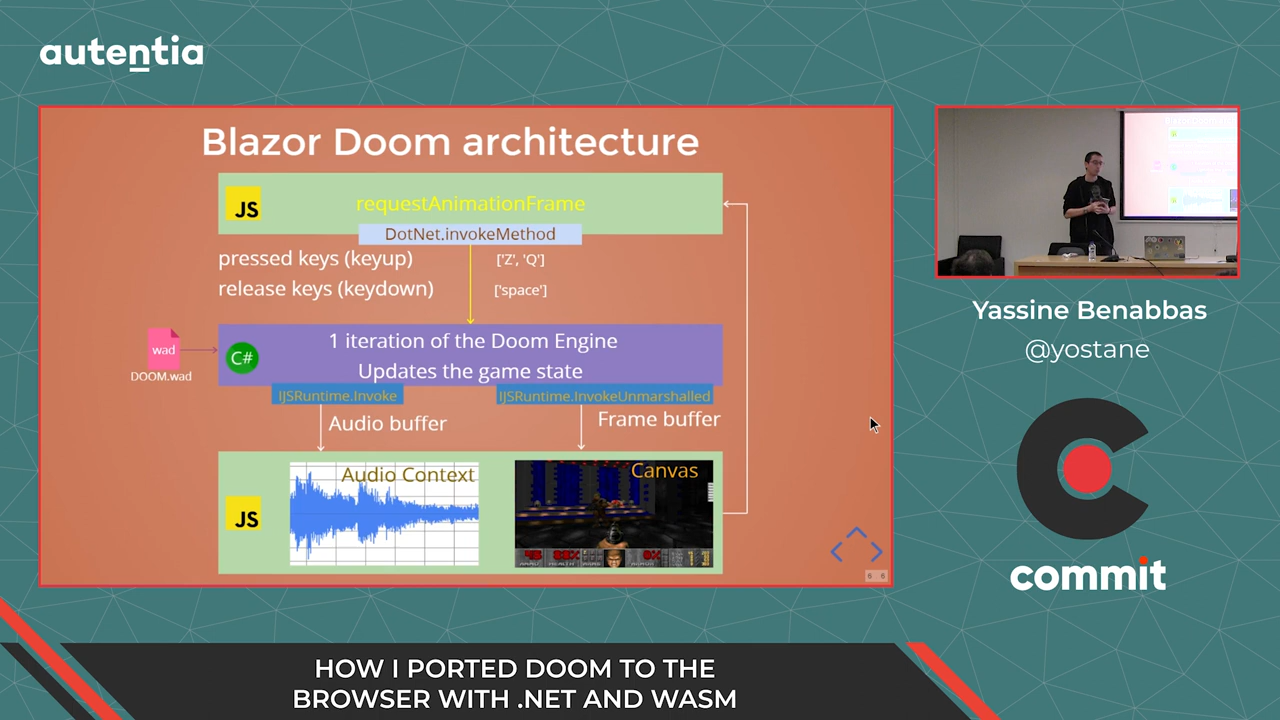 autentia
Blazor Doom architecture
JS
requestAnimationFrame
DotNet.invokeMethod
pressed keys (keyup)
['Z', 'Q']
release keys (keydown)
['space']
wad
DOOM.wad
C#
1 iteration of the Doom Engine
Updates the game state
IJSRuntime.Invoke
IJSRuntime.InvokeUnmarshalled
Audio buffer
Frame buffer
JS
Audio Context
Canvas
6 6
Yassine Benabbas
@yostane
commit
HOW I PORTED DOOM TO THE
BROWSER WITH .NET AND WASM